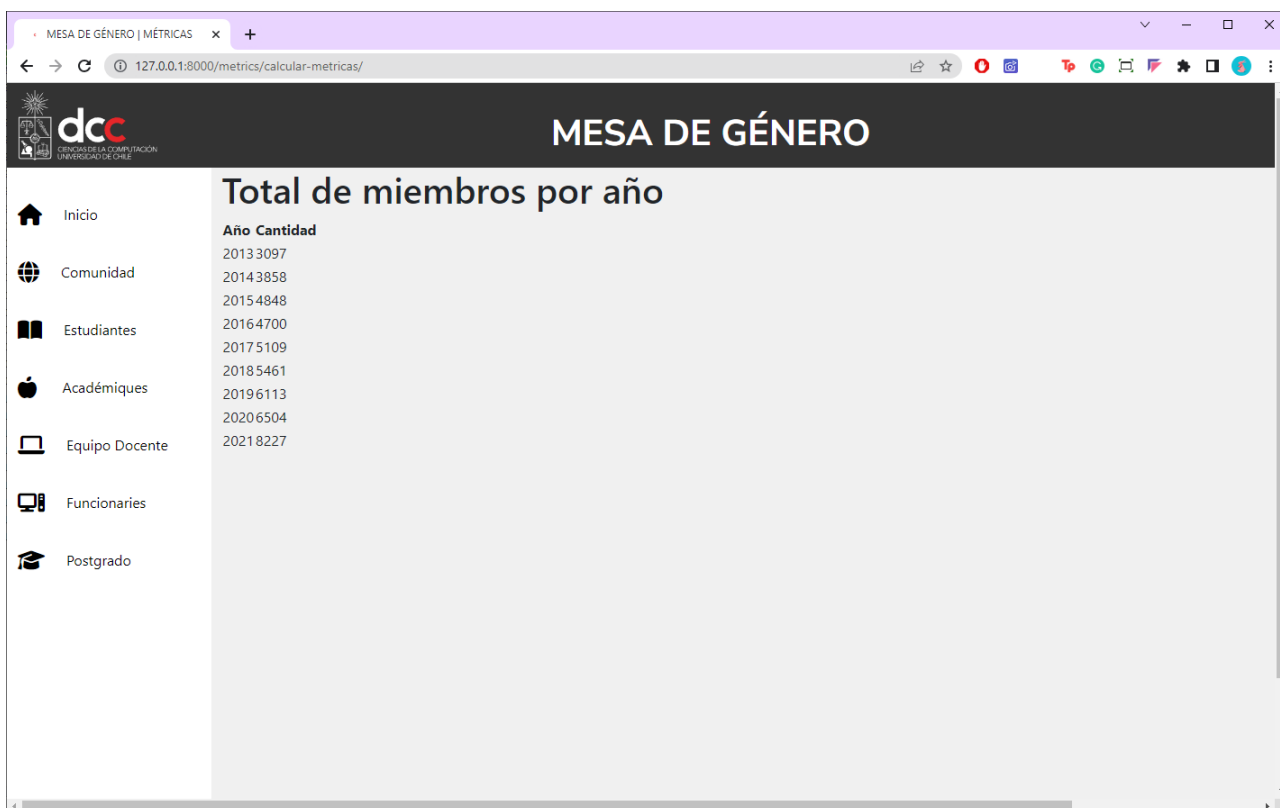 MESA DE GÉNERO | MÉTRICAS
127.0.0.1:8000/metrics/calcular-metricas/
Tp
dcc
CIENCIAS DE LA COMPUTACIÓN
UNIVERSIDAD DE CHILE
MESA DE GÉNERO
Inicio
Comunidad
Estudiantes
Académiques
Equipo Docente
Funcionaries
Postgrado
Total de miembros por año
Año Cantidad
2013 3097
2014 3858
2015 4848
2016 4700
2017 5109
2018 5461
2019 6113
2020 6504
2021 8227